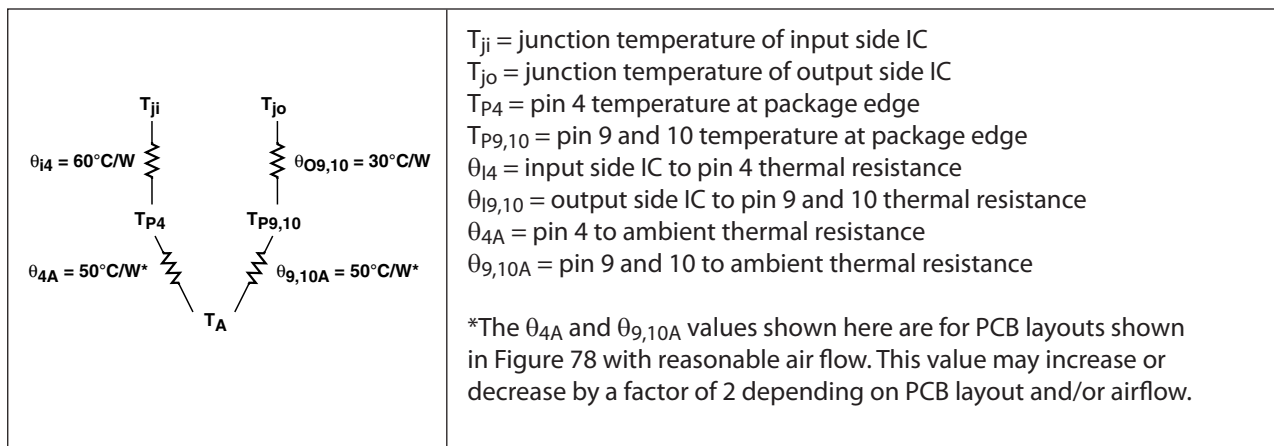 Tji Tjo
θi4 = 60°C/W θO9,10 = 30°C/W
TP4 TP9,10
θ4A = 50°C/W* θ9,10A = 50°C/W*
TA
Tji = junction temperature of input side IC
Tjo = junction temperature of output side IC
TP4 = pin 4 temperature at package edge
TP9,10 = pin 9 and 10 temperature at package edge
θI4 = input side IC to pin 4 thermal resistance
θI9,10 = output side IC to pin 9 and 10 thermal resistance
θ4A = pin 4 to ambient thermal resistance
θ9,10A = pin 9 and 10 to ambient thermal resistance
*The θ4A and θ9,10A values shown here are for PCB layouts shown
in Figure 78 with reasonable air flow. This value may increase or
decrease by a factor of 2 depending on PCB layout and/or airflow.